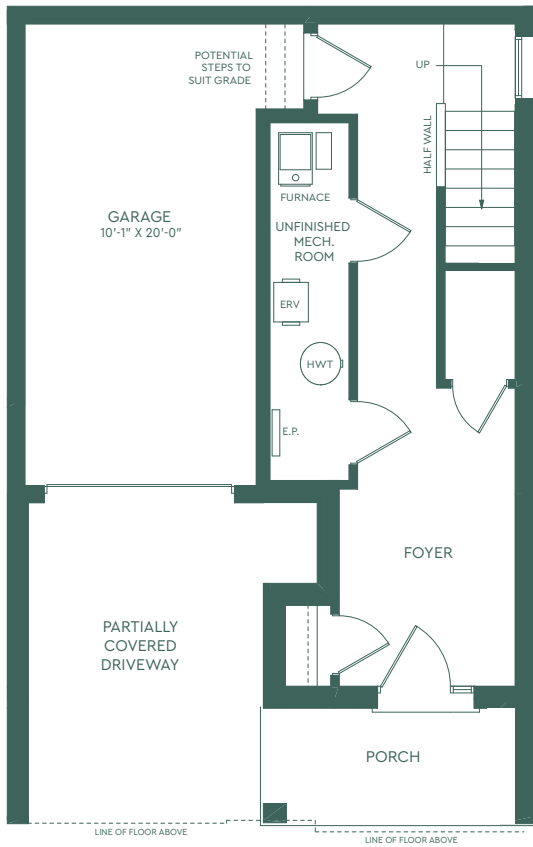 POTENTIAL
STEPS TO
SUIT GRADE
UP
HALF WALL
FURNACE
GARAGE
10'-1" X 20'-0"
UNFINISHED
MECH.
ROOM
ERV
HWT
E.P.
FOYER
PARTIALLY
COVERED
DRIVEWAY
PORCH
LINE OF FLOOR ABOVE
LINE OF FLOOR ABOVE